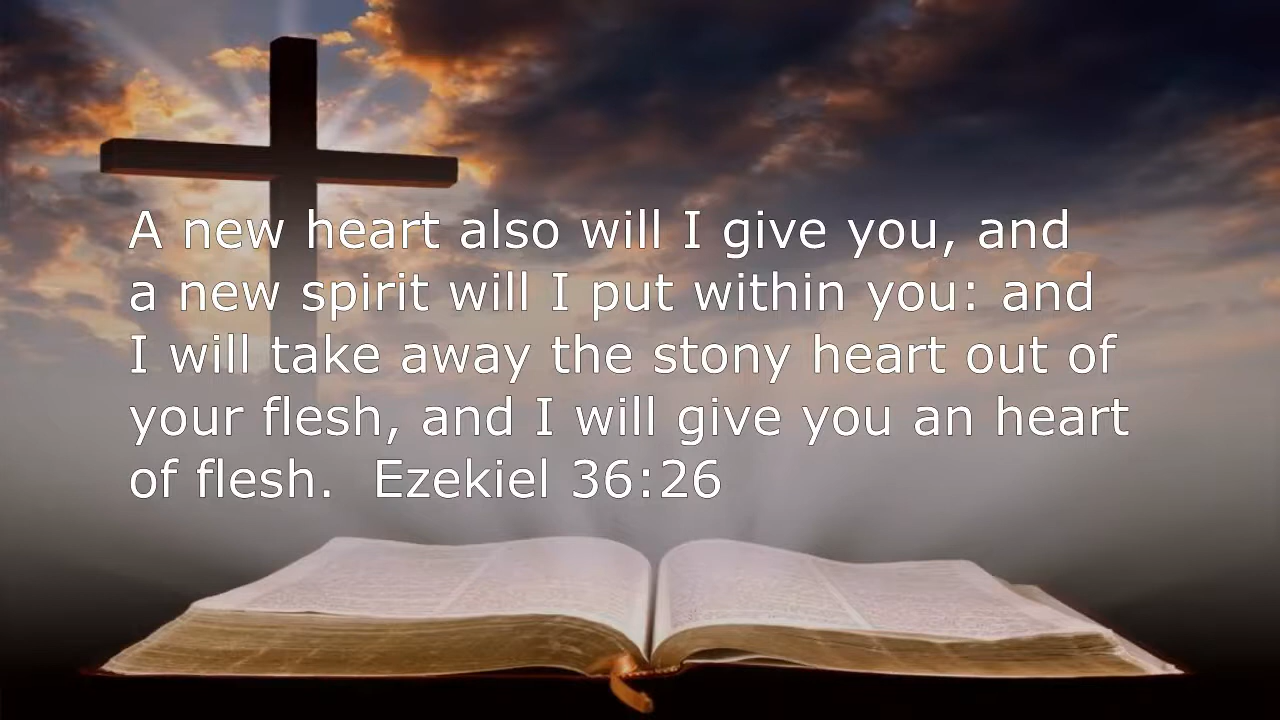 A new heart also will I give you, and
a new spirit will I put within you: and
I will take away the stony heart out of
your flesh, and I will give you an heart
of flesh.  Ezekiel 36:26